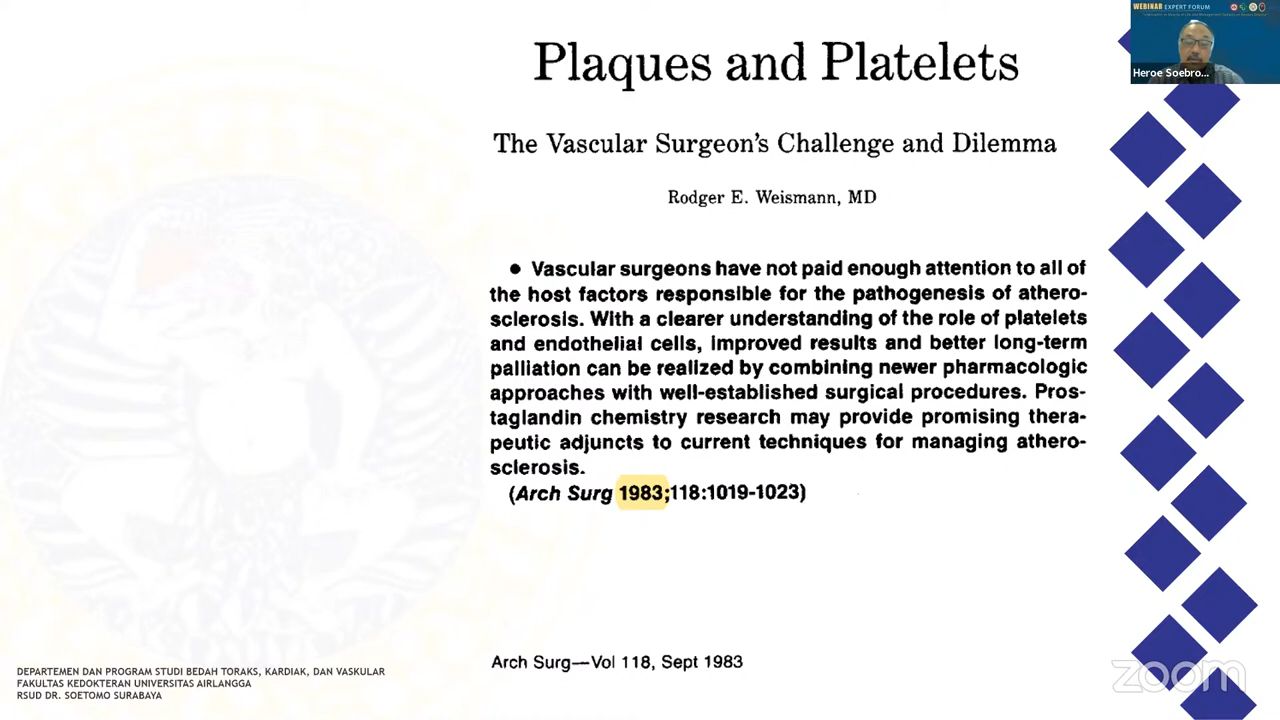 WEBINAR EXPERT FORUM
Heroe Soebro...
Plaques and Platelets
The Vascular Surgeon's Challenge and Dilemma
Rodger E. Weismann, MD
● Vascular surgeons have not paid enough attention to all of
the host factors responsible for the pathogenesis of athero-
sclerosis. With a clearer understanding of the role of platelets
and endothelial cells, improved results and better long-term
palliation can be realized by combining newer pharmacologic
approaches with well-established surgical procedures. Pros-
taglandin chemistry research may provide promising thera-
peutic adjuncts to current techniques for managing athero-
sclerosis.
(Arch Surg 1983;118:1019-1023)
Arch Surg—Vol 118, Sept 1983
DEPARTEMEN DAN PROGRAM STUDI BEDAH TORAKS, KARDIAK, DAN VASKULAR
FAKULTAS KEDOKTERAN UNIVERSITAS AIRLANGGA
RSUD DR. SOETOMO SURABAYA
zoom